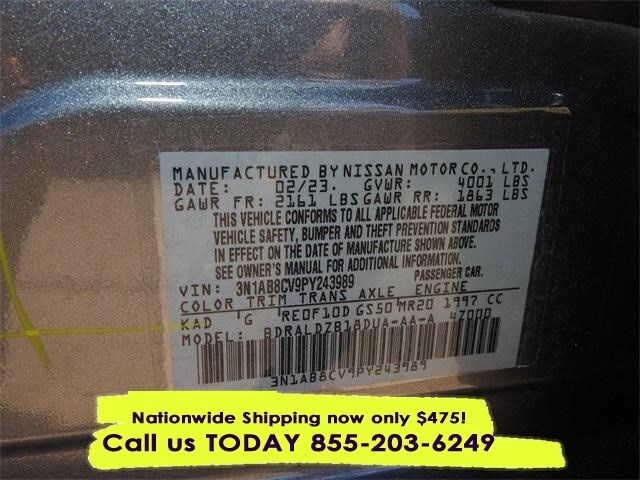 MANUFACTURED BY NISSAN MOTOR CO., LTD.
DATE: 02/23. GVWR: 4001 LBS
GAWR FR: 2161 LBS GAWR RR: 1863 LBS
THIS VEHICLE CONFORMS TO ALL APPLICABLE FEDERAL MOTOR
VEHICLE SAFETY, BUMPER AND THEFT PREVENTION STANDARDS
IN EFFECT ON THE DATE OF MANUFACTURE SHOWN ABOVE.
SEE OWNER'S MANUAL FOR ADDITIONAL INFORMATION.
VIN: 3N1AB8CV9PY243989 PASSENGER CAR.
COLOR TRIM TRANS AXLE ENGINE
KAD G RE0F10D GS50 MR20 1997 CC
MODEL: BDRALDZB18DUA-AA-A 47000
3N1AB8CV9PY243989
Nationwide Shipping now only $475!
Call us TODAY 855-203-6249